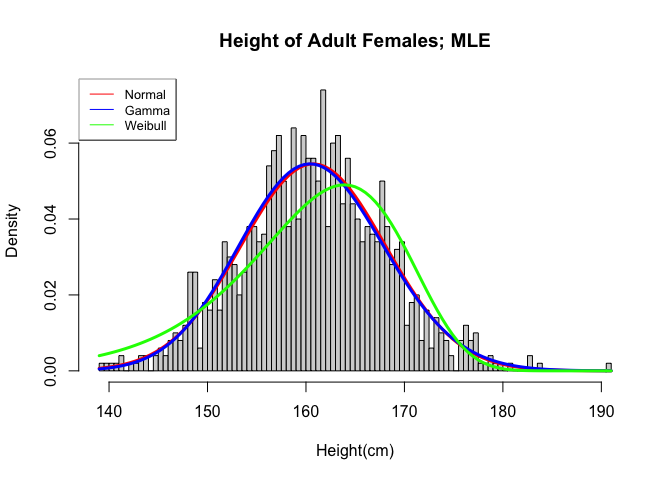 Height of Adult Females; MLE
Normal
Gamma
Weibull
Density
0.06
0.04
0.02
0.00
140 150 160 170 180 190
Height(cm)